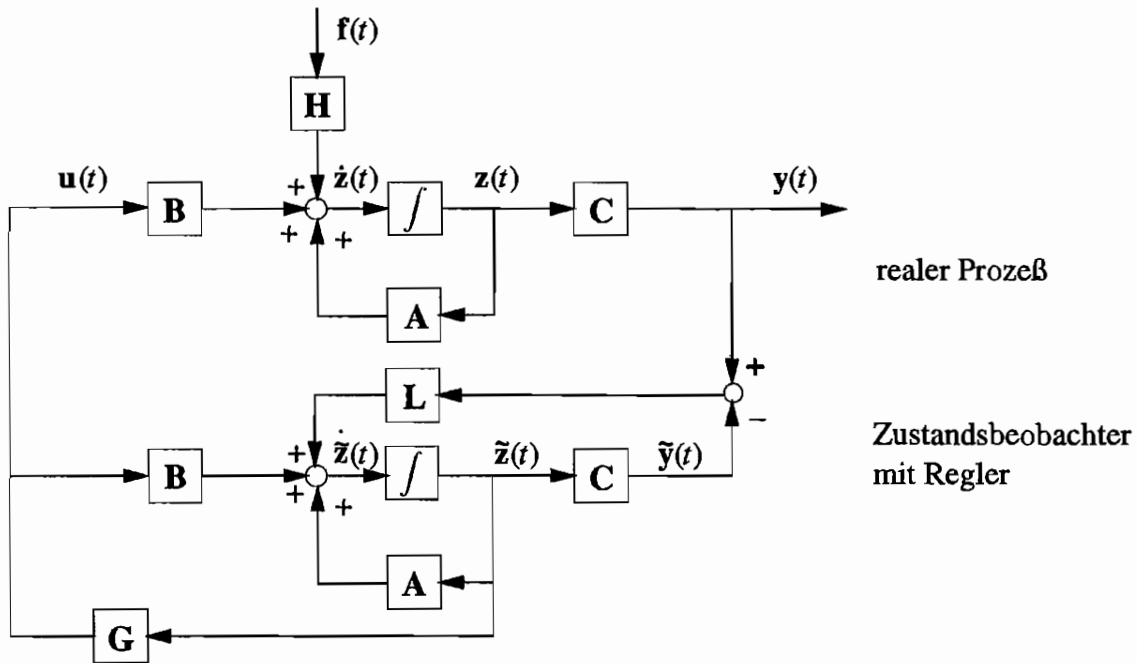 f(t)
H
u(t)
B
+
+
+
ż(t)
∫
z(t)
C
y(t)
A
realer Prozeß
L
+
−
B
+
+
+
z̃̇(t)
∫
z̃(t)
C
ỹ(t)
Zustandsbeobachter
mit Regler
A
G